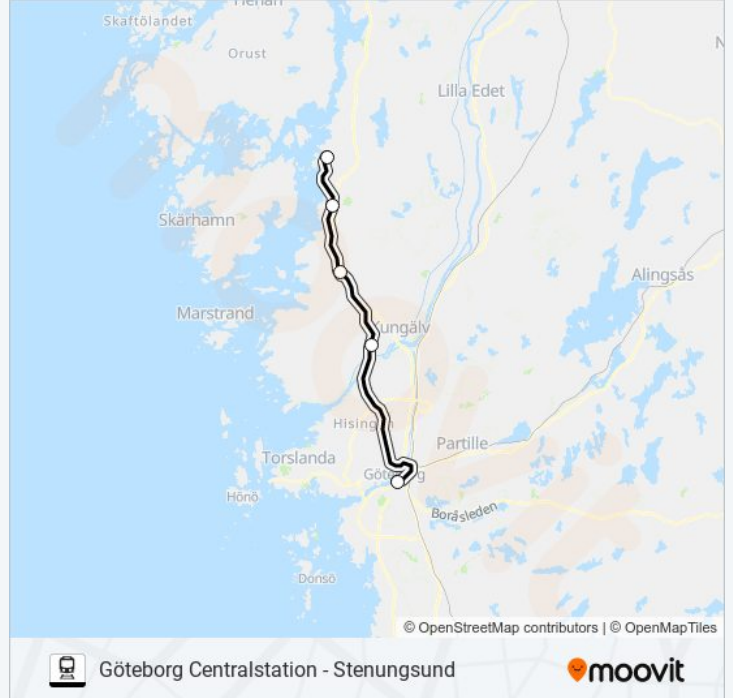 Henån
Skaftölandet
Orust
N
Lilla Edet
Skärhamn
Alingsås
Marstrand
Kungälv
Hisingen
Partille
Torslanda
Göteborg
Hönö
Boråsleden
Donsö
© OpenStreetMap contributors | © OpenMapTiles
Göteborg Centralstation - Stenungsund
moovit